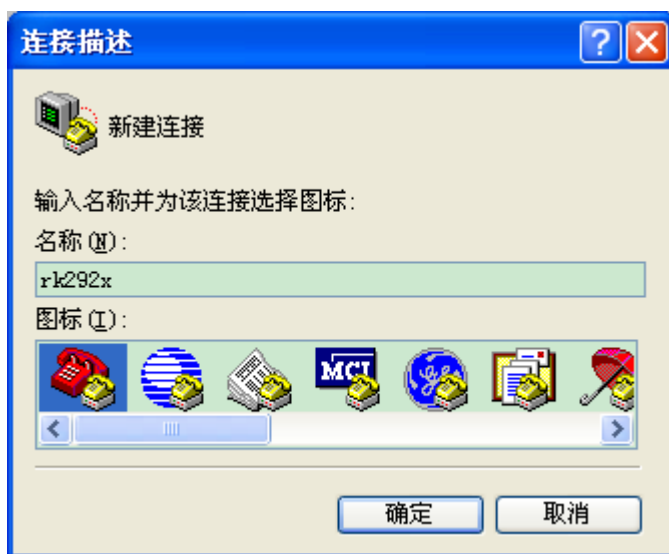 连接描述
新建连接
输入名称并为该连接选择图标:
名称(N):
rk292x
图标(I):
MCI
确定
取消